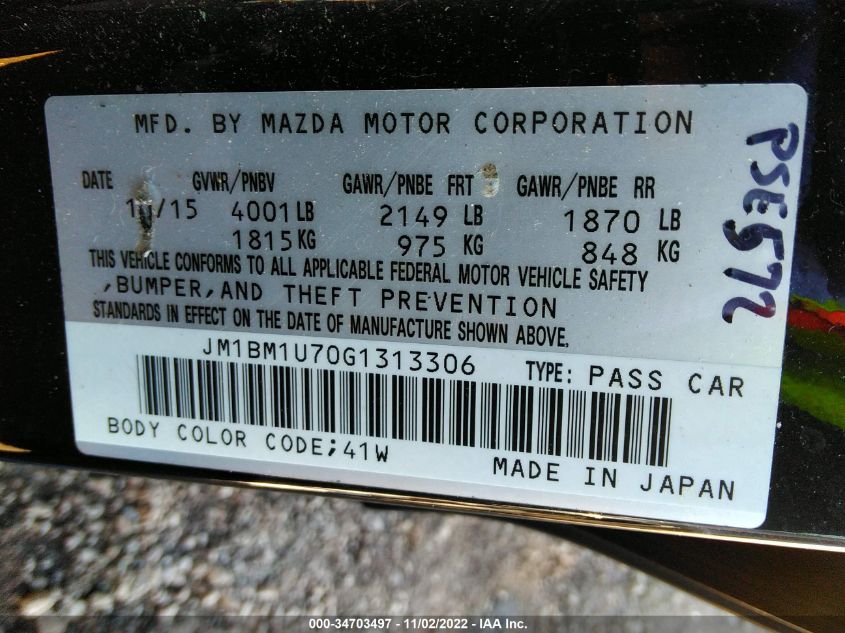 MFD. BY MAZDA MOTOR CORPORATION
DATE GVWR/PNBV GAWR/PNBE FRT GAWR/PNBE RR
10/15 4001LB 2149 LB 1870 LB
1815KG 975 KG 848 KG
THIS VEHICLE CONFORMS TO ALL APPLICABLE FEDERAL MOTOR VEHICLE SAFETY
,BUMPER,AND THEFT PREVENTION
STANDARDS IN EFFECT ON THE DATE OF MANUFACTURE SHOWN ABOVE.
JM1BM1U70G1313306 TYPE: PASS CAR
BODY COLOR CODE;41W
MADE IN JAPAN
PSE572
000-34703497 - 11/02/2022 - IAA Inc.